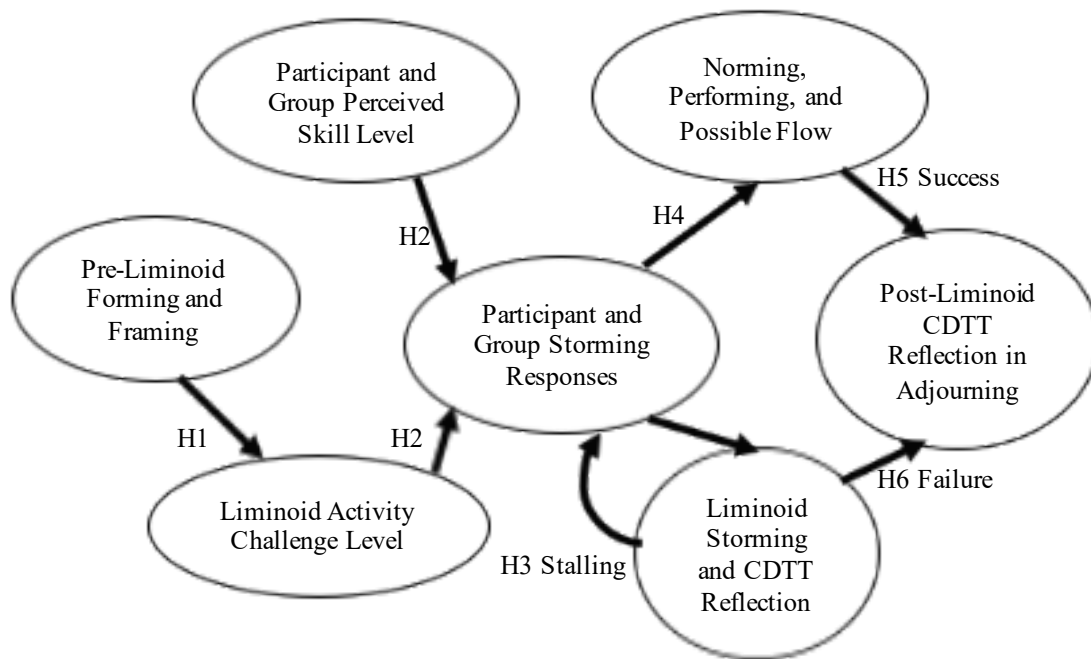 Participant and
Group Perceived
Skill Level
Norming,
Performing, and
Possible Flow
H5 Success
H4
H2
Pre-Liminoid
Forming and
Framing
Participant and
Group Storming
Responses
Post-Liminoid
CDTT
Reflection in
Adjourning
H1
H2
Liminoid Activity
Challenge Level
H6 Failure
Liminoid
Storming
and CDTT
Reflection
H3 Stalling